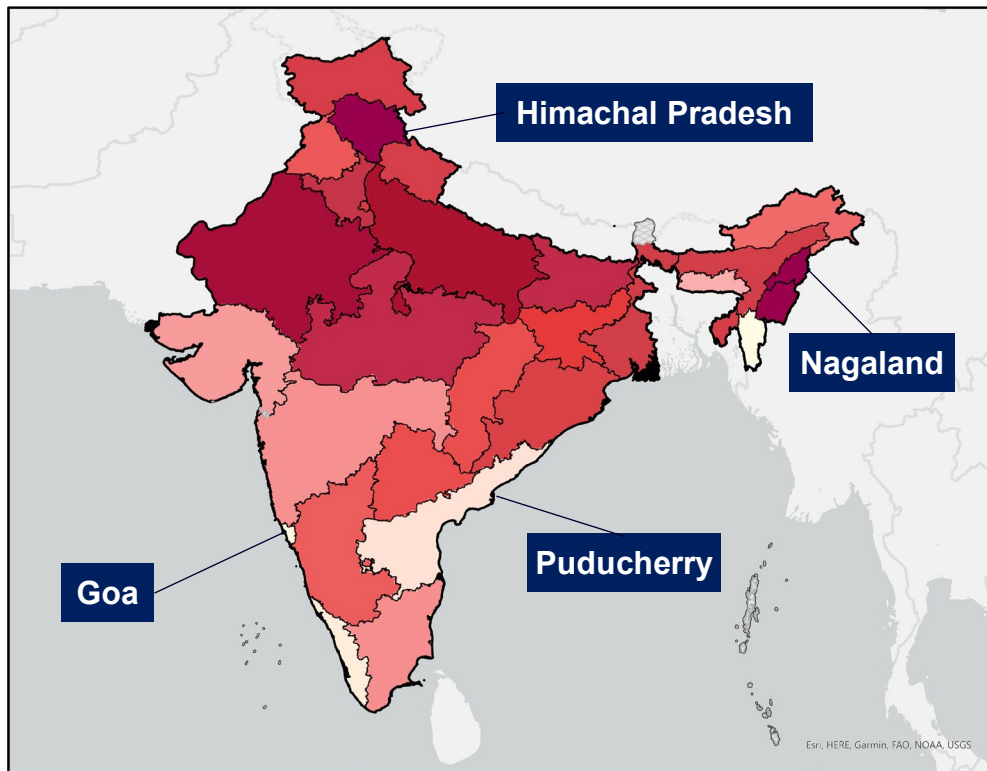 Himachal Pradesh
Nagaland
Puducherry
Goa
Esri, HERE, Garmin, FAO, NOAA, USGS